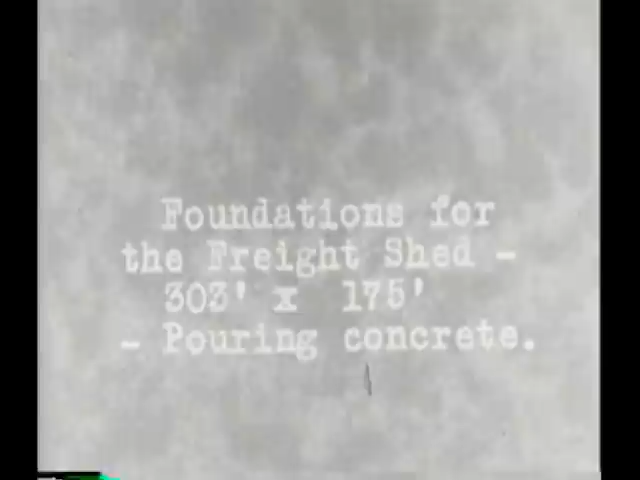 Foundations for
the Freight Shed -
303' x 175'
- Pouring concrete.